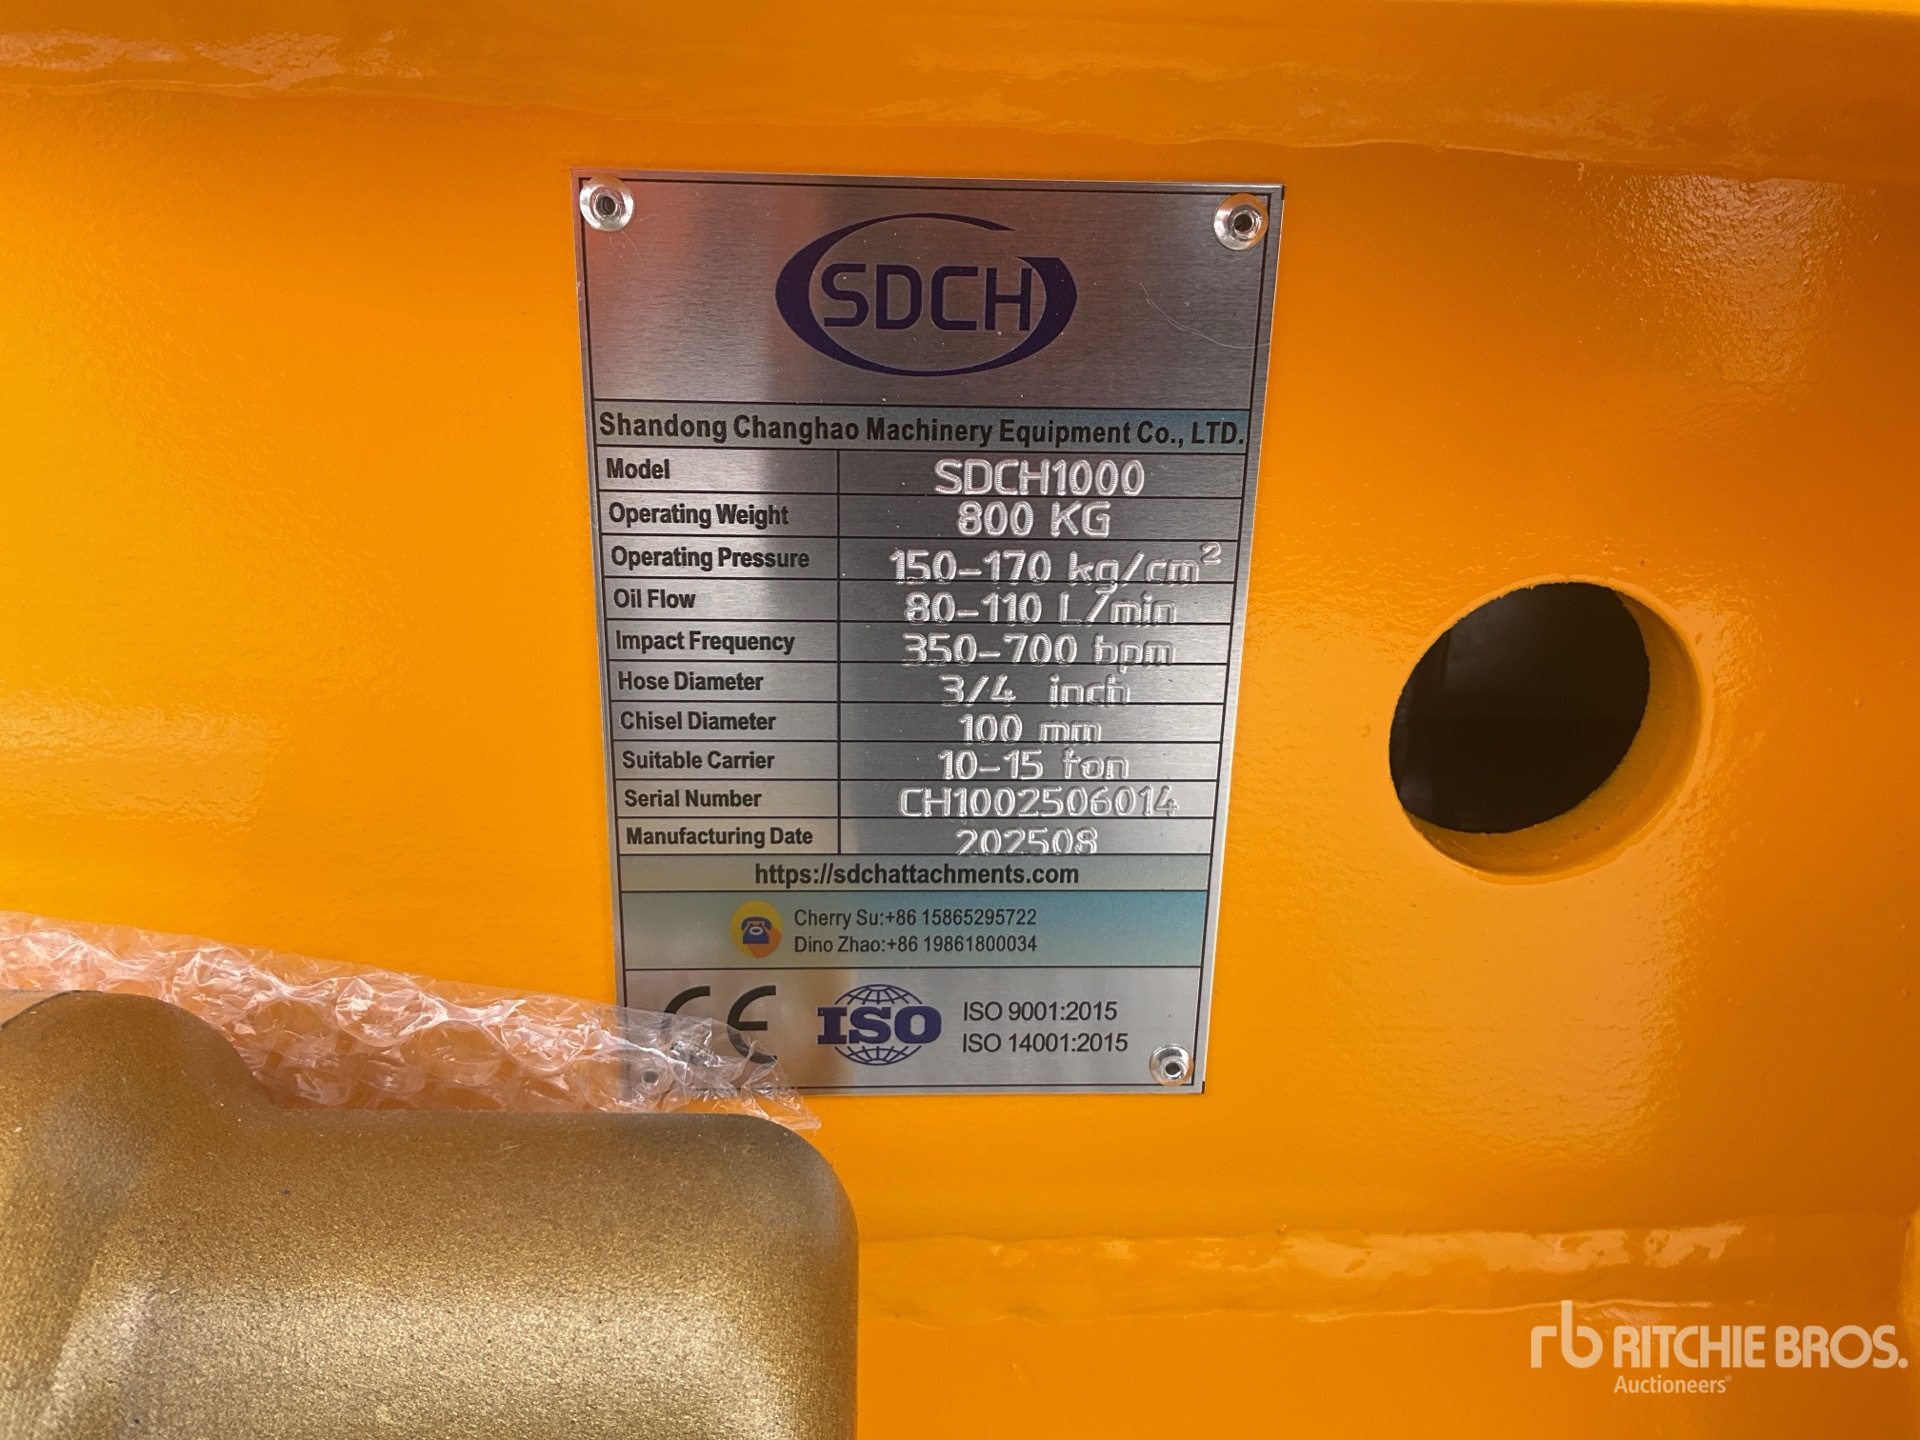 SDCH
Shandong Changhao Machinery Equipment Co., LTD.
Model SDCH1000
Operating Weight 800 KG
Operating Pressure 150-170 kg/cm²
Oil Flow 80-110 L/min
Impact Frequency 350-700 bpm
Hose Diameter 3/4 inch
Chisel Diameter 100 mm
Suitable Carrier 10-15 ton
Serial Number CH1002506014
Manufacturing Date 202508
https://sdchattachments.com
Cherry Su:+86 15865295722
Dino Zhao:+86 19861800034
CE ISO ISO 9001:2015
ISO 14001:2015
rb RITCHIE BROS.
Auctioneers®